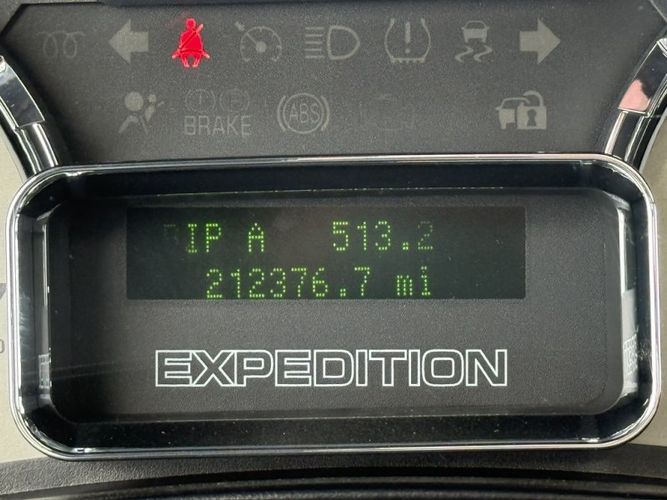 BRAKE
ABS
IP A 513.2
212376.7 mi
EXPEDITION